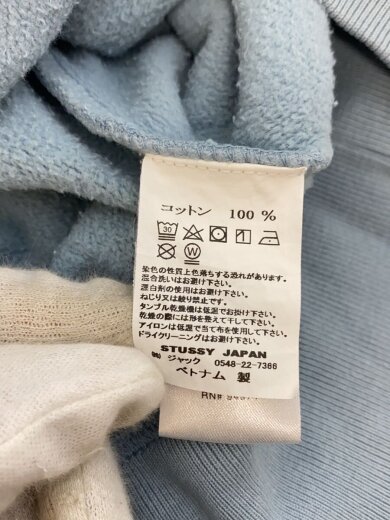 コットン 100 %
30
W
染色の性質上色落ちする恐れがあります。
混合洗いはお避け下さい。
漂白剤の使用はお避け下さい。
ねじり又は絞り禁止です。
タンブル乾燥機は低温でお掛け下さい。
乾燥の際には形を整えて干して下さい。
アイロンは低温で当て布を使用して下さい。
ドライクリーニングはお避け下さい。
STUSSY JAPAN
㈲ ジャック 0548-22-7366
ベトナム 製
RN#